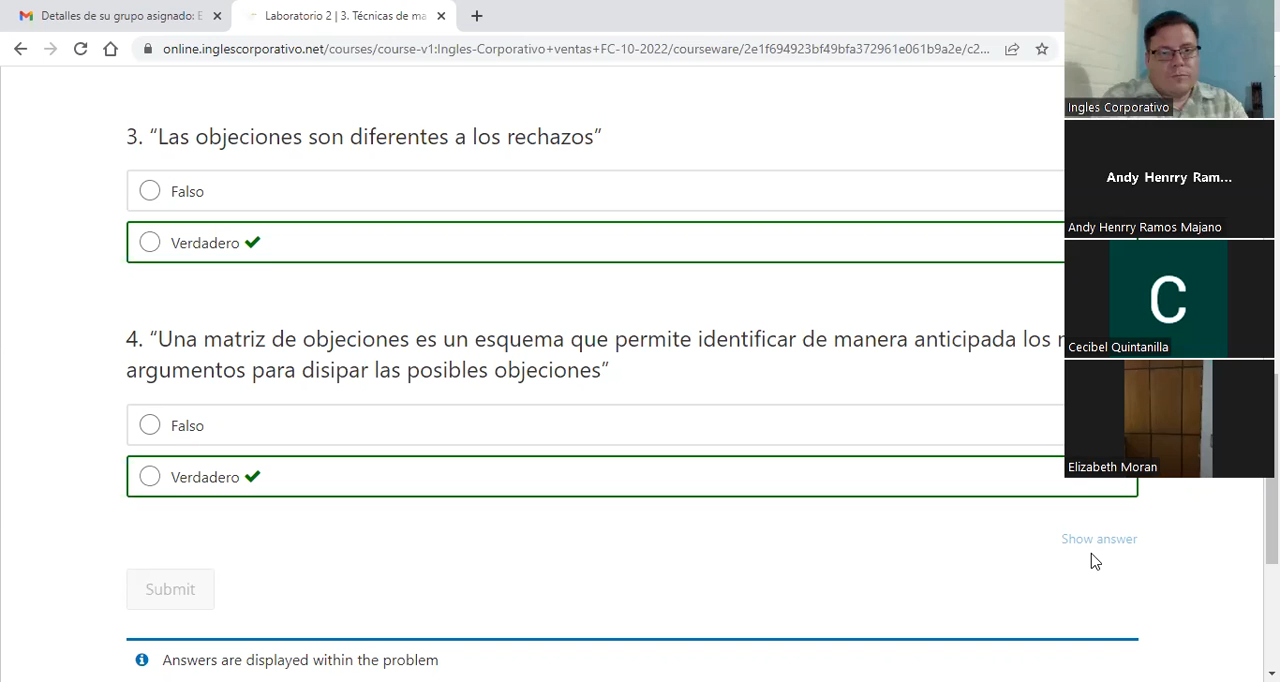 Detalles de su grupo asignado: E
Laboratorio 2 | 3. Técnicas de ma
online.inglescorporativo.net/courses/course-v1:Ingles-Corporativo+ventas+FC-10-2022/courseware/2e1f694923bf49bfa372961e061b9a2e/c2...
Ingles Corporativo
3. “Las objeciones son diferentes a los rechazos”
Falso
Verdadero
Andy Henrry Ram...
Andy Henrry Ramos Majano
4. “Una matriz de objeciones es un esquema que permite identificar de manera anticipada los
argumentos para disipar las posibles objeciones”
Falso
Verdadero
C
Cecibel Quintanilla
Elizabeth Moran
Show answer
Submit
Answers are displayed within the problem